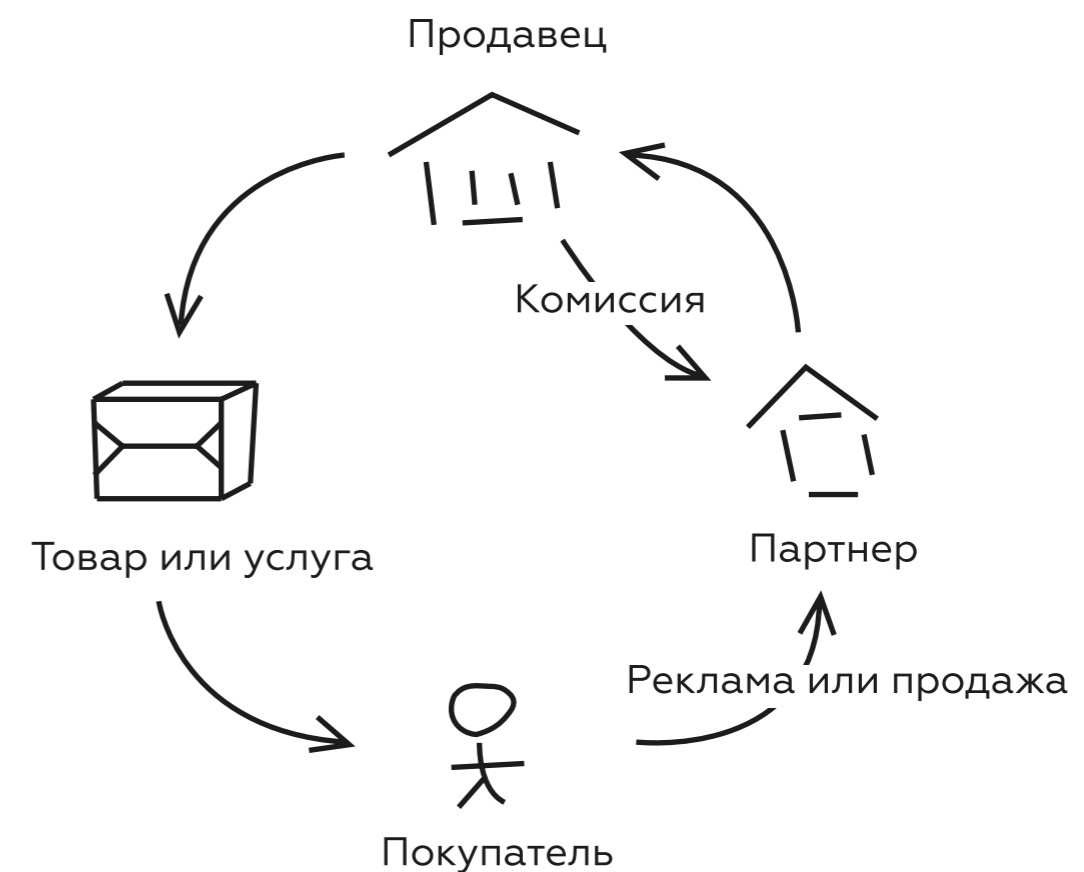 Продавец
Комиссия
Товар или услуга
Партнер
Реклама или продажа
Покупатель